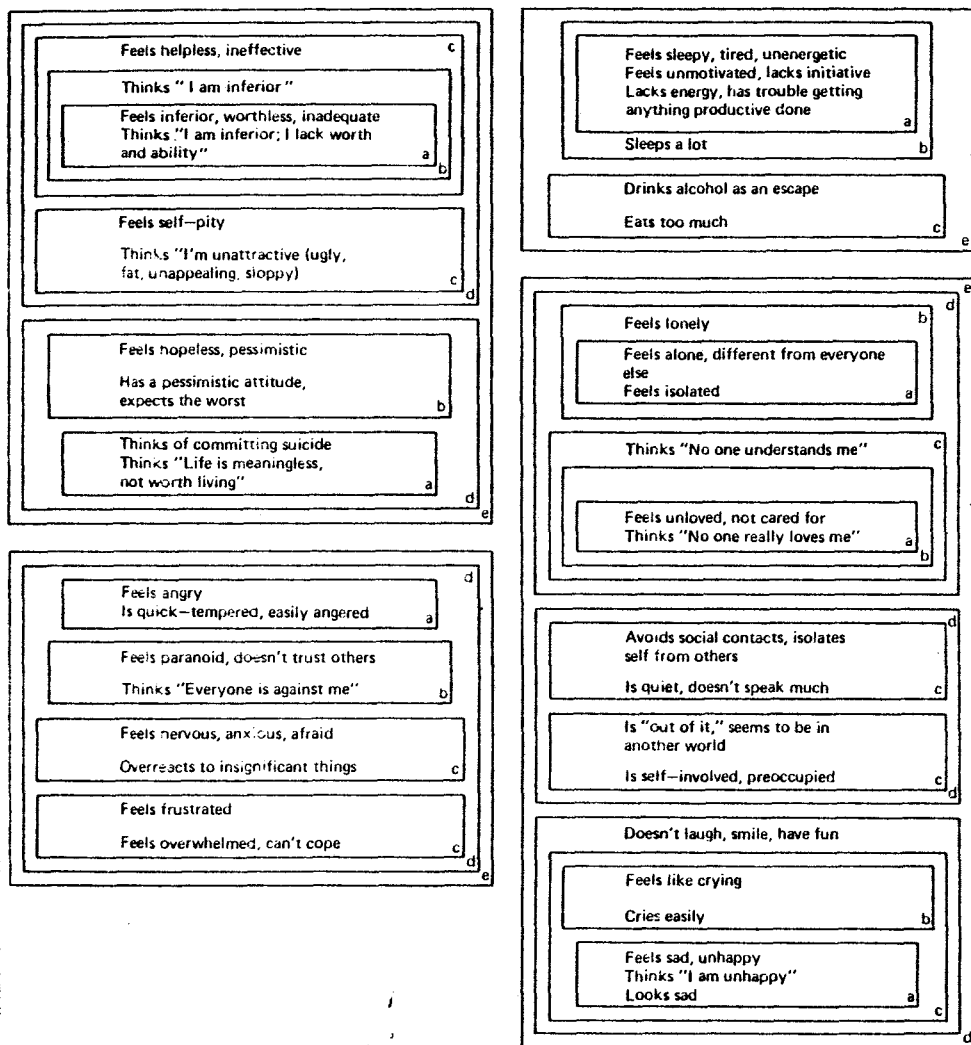 Feels helpless, ineffective
c
Thinks " I am inferior"
Feels inferior, worthless, inadequate
Thinks "I am inferior; I lack worth
and ability"
a
b
Feels self—pity
Thinks "I'm unattractive (ugly,
fat, unappealing, sloppy)
c
d
Feels hopeless, pessimistic
Has a pessimistic attitude,
expects the worst
b
Thinks of committing suicide
Thinks "Life is meaningless,
not worth living"
a
d
e
d
Feels angry
Is quick—tempered, easily angered
a
Feels paranoid, doesn't trust others
Thinks "Everyone is against me"
b
Feels nervous, anxious, afraid
Overreacts to insignificant things
c
Feels frustrated
Feels overwhelmed, can't cope
c
d
e
Feels sleepy, tired, unenergetic
Feels unmotivated, lacks initiative
Lacks energy, has trouble getting
anything productive done
a
Sleeps a lot
b
Drinks alcohol as an escape
Eats too much
c
e
e
d
b
Feels lonely
Feels alone, different from everyone
else
Feels isolated
a
Thinks "No one understands me"
c
Feels unloved, not cared for
Thinks "No one really loves me"
a
b
d
Avoids social contacts, isolates
self from others
Is quiet, doesn't speak much
c
Is "out of it," seems to be in
another world
Is self—involved, preoccupied
c
d
Doesn't laugh, smile, have fun
Feels like crying
Cries easily
b
Feels sad, unhappy
Thinks "I am unhappy"
Looks sad
a
c
d